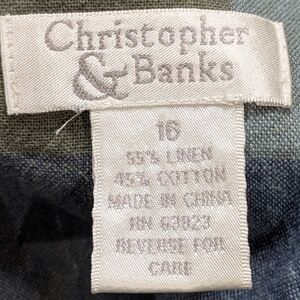 Christopher
& Banks
16
55% LINEN
45% COTTON
MADE IN CHINA
RN 63823
REVERSE FOR
CARE